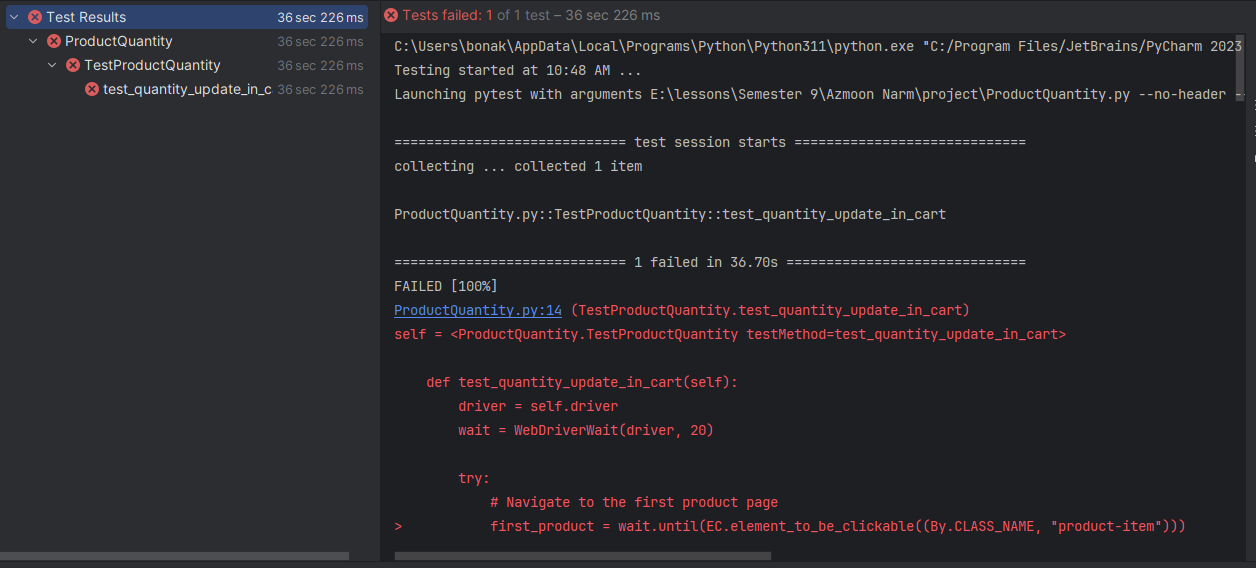 Test Results 36 sec 226 ms
ProductQuantity 36 sec 226 ms
TestProductQuantity 36 sec 226 ms
test_quantity_update_in_c 36 sec 226 ms
Tests failed: 1 of 1 test – 36 sec 226 ms
C:\Users\bonak\AppData\Local\Programs\Python\Python311\python.exe "C:/Program Files/JetBrains/PyCharm 2023
Testing started at 10:48 AM ...
Launching pytest with arguments E:\lessons\Semester 9\Azmoon Narm\project\ProductQuantity.py --no-header -
============================= test session starts =============================
collecting ... collected 1 item
ProductQuantity.py::TestProductQuantity::test_quantity_update_in_cart
============================= 1 failed in 36.70s ==============================
FAILED [100%]
ProductQuantity.py:14 (TestProductQuantity.test_quantity_update_in_cart)
self = <ProductQuantity.TestProductQuantity testMethod=test_quantity_update_in_cart>
def test_quantity_update_in_cart(self):
driver = self.driver
wait = WebDriverWait(driver, 20)
try:
# Navigate to the first product page
> first_product = wait.until(EC.element_to_be_clickable((By.CLASS_NAME, "product-item")))